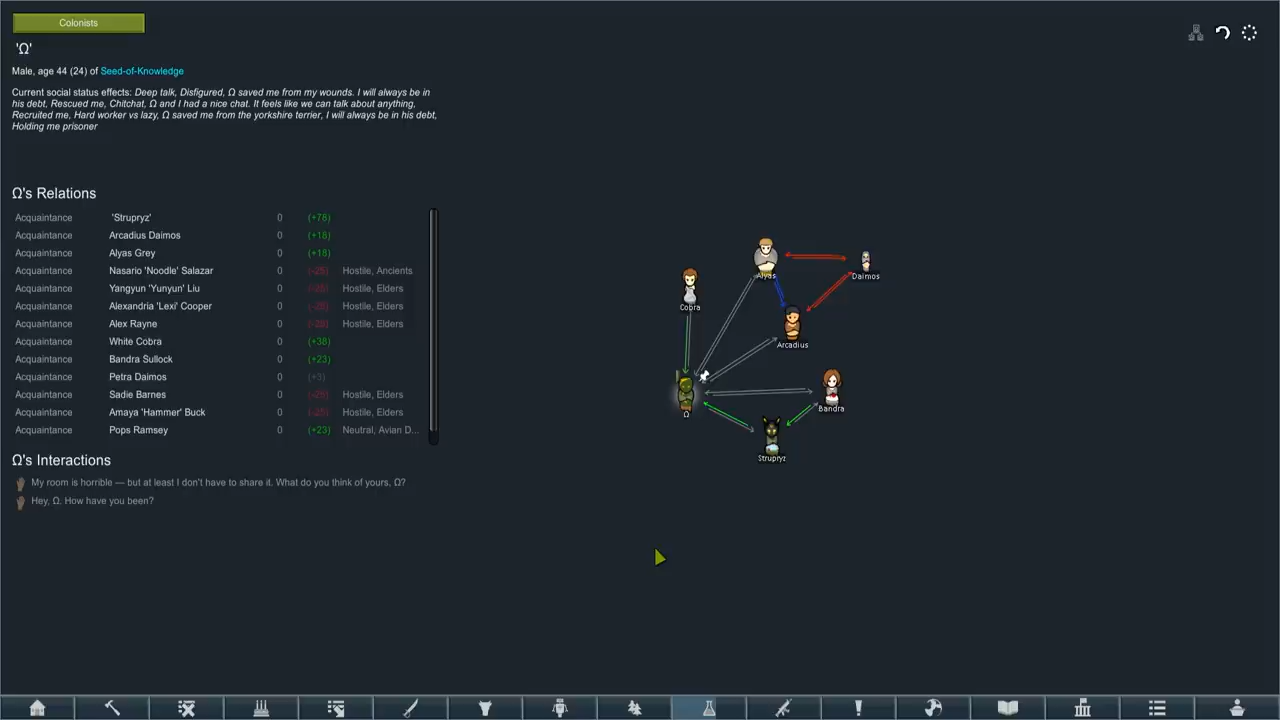 Colonists
'Ω'
Male, age 44 (24) of Seed-of-Knowledge
Current social status effects: Deep talk, Disfigured, Ω saved me from my wounds. I will always be in
his debt, Rescued me, Chitchat, Ω and I had a nice chat. It feels like we can talk about anything,
Recruited me, Hard worker vs lazy, Ω saved me from the yorkshire terrier, I will always be in his debt,
Holding me prisoner
Ω's Relations
Acquaintance 'Strupryz' 0 (+78)
Acquaintance Arcadius Daimos 0 (+18)
Acquaintance Alyas Grey 0 (+18)
Acquaintance Nasario 'Noodle' Salazar 0 (-25) Hostile, Ancients
Acquaintance Yangyun 'Yunyun' Liu 0 (-25) Hostile, Elders
Acquaintance Alexandria 'Lexi' Cooper 0 (-25) Hostile, Elders
Acquaintance Alex Rayne 0 Hostile, Elders
Acquaintance White Cobra 0 (+38)
Acquaintance Bandra Sullock 0 (+23)
Acquaintance Petra Daimos 0 (+3)
Acquaintance Sadie Barnes 0 (-25) Hostile, Elders
Acquaintance Amaya 'Hammer' Buck 0 (-25) Hostile, Elders
Acquaintance Pops Ramsey 0 (+23) Neutral, Avian D...
Ω's Interactions
My room is horrible — but at least I don't have to share it. What do you think of yours, Ω?
Hey, Ω. How have you been?
Alyas
Daimos
Cobra
Arcadius
Bandra
Ω
Strupryz